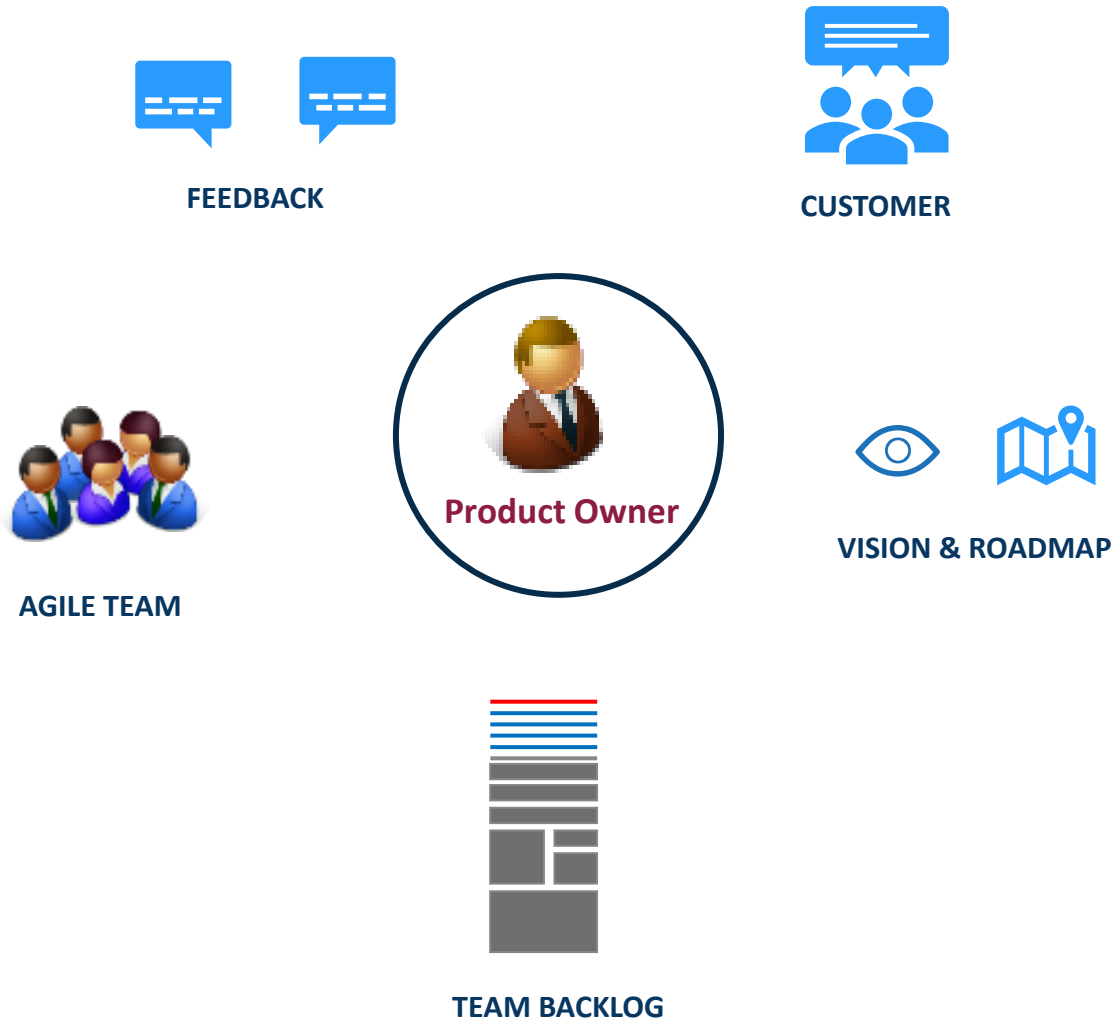 FEEDBACK
CUSTOMER
Product Owner
VISION & ROADMAP
AGILE TEAM
TEAM BACKLOG